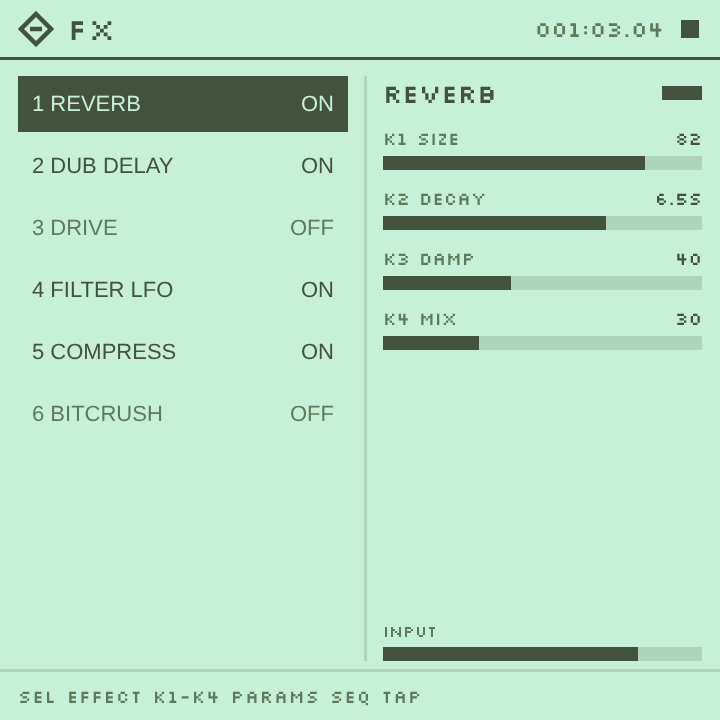 FX 001:03.04
1 REVERB ON
2 DUB DELAY ON
3 DRIVE OFF
4 FILTER LFO ON
5 COMPRESS ON
6 BITCRUSH OFF
REVERB
K1 SIZE 82
K2 DECAY 6.5S
K3 DAMP 40
K4 MIX 30
INPUT
SEL EFFECT K1-K4 PARAMS SEQ TAP